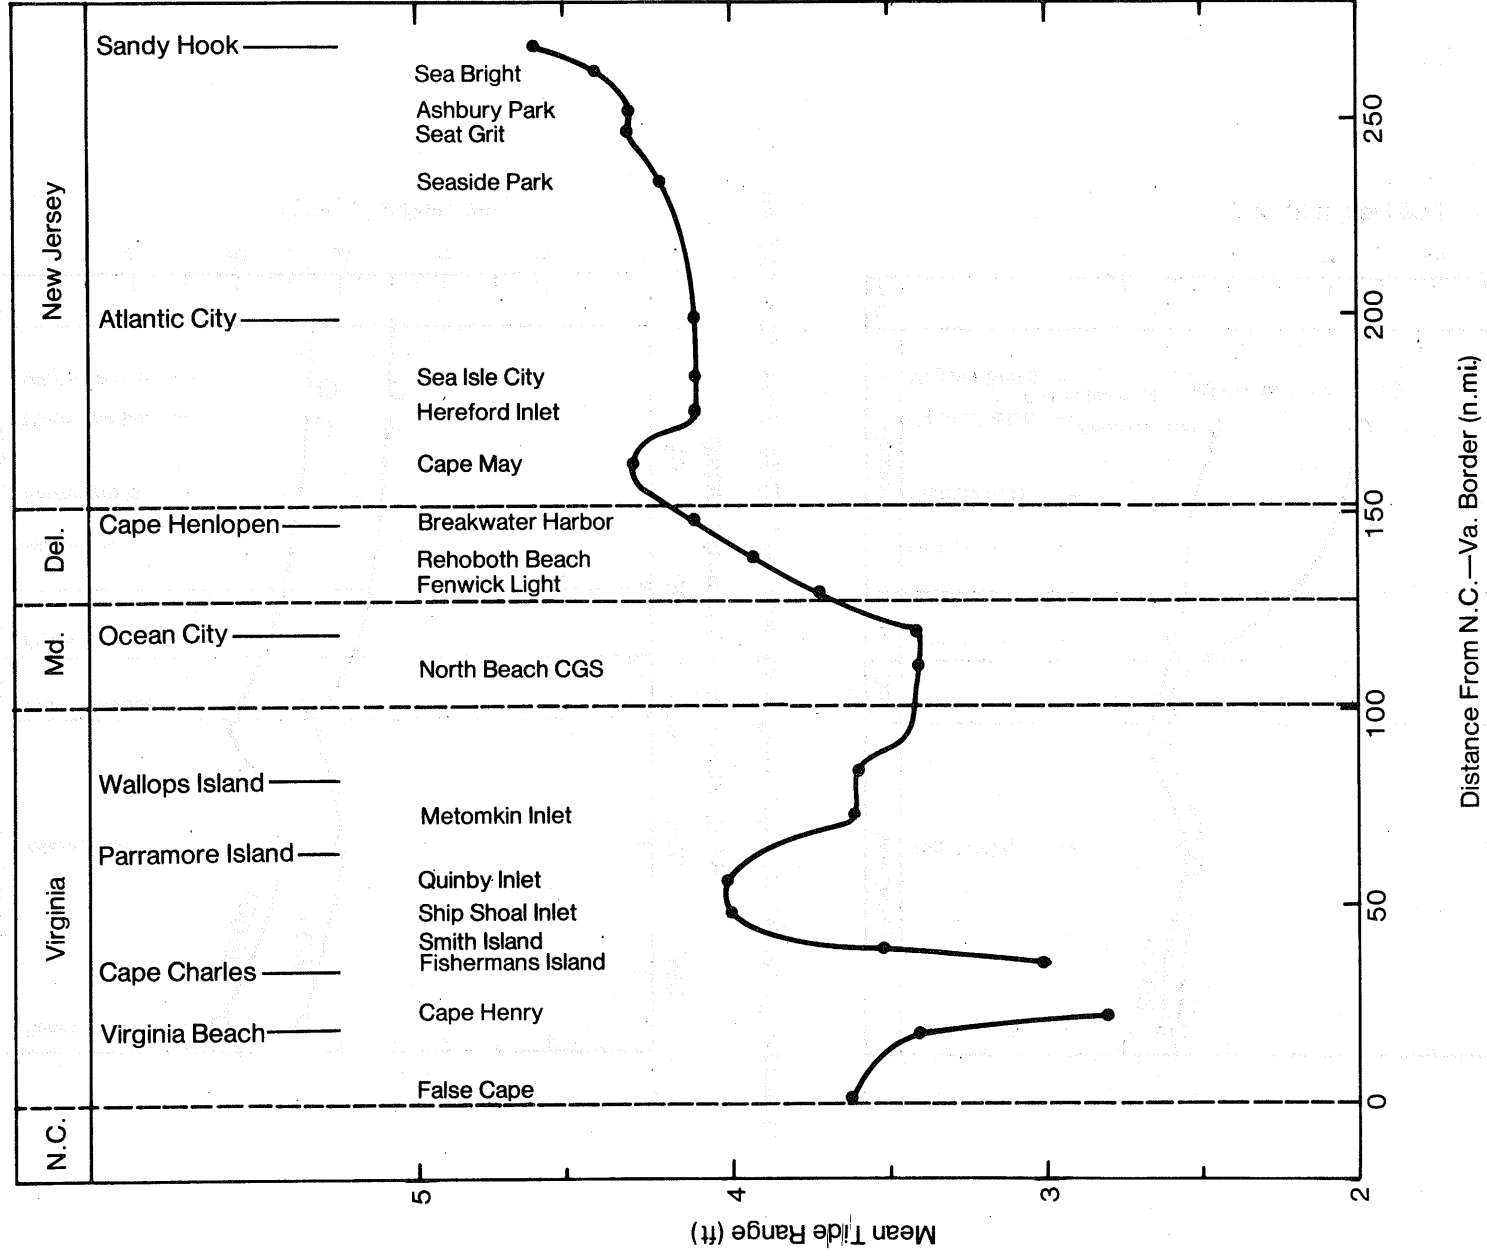 Sandy Hook
Sea Bright
Ashbury Park
Seat Grit
Seaside Park
Atlantic City
Sea Isle City
Hereford Inlet
Cape May
Cape Henlopen
Breakwater Harbor
Rehoboth Beach
Fenwick Light
Ocean City
North Beach CGS
Wallops Island
Metomkin Inlet
Parramore Island
Quinby Inlet
Ship Shoal Inlet
Smith Island
Fishermans Island
Cape Charles
Cape Henry
Virginia Beach
False Cape
New Jersey
Del.
Md.
Virginia
N.C.
250
200
150
100
50
0
Distance From N.C.—Va. Border (n.mi.)
5
4
3
2
Mean Tide Range (ft)